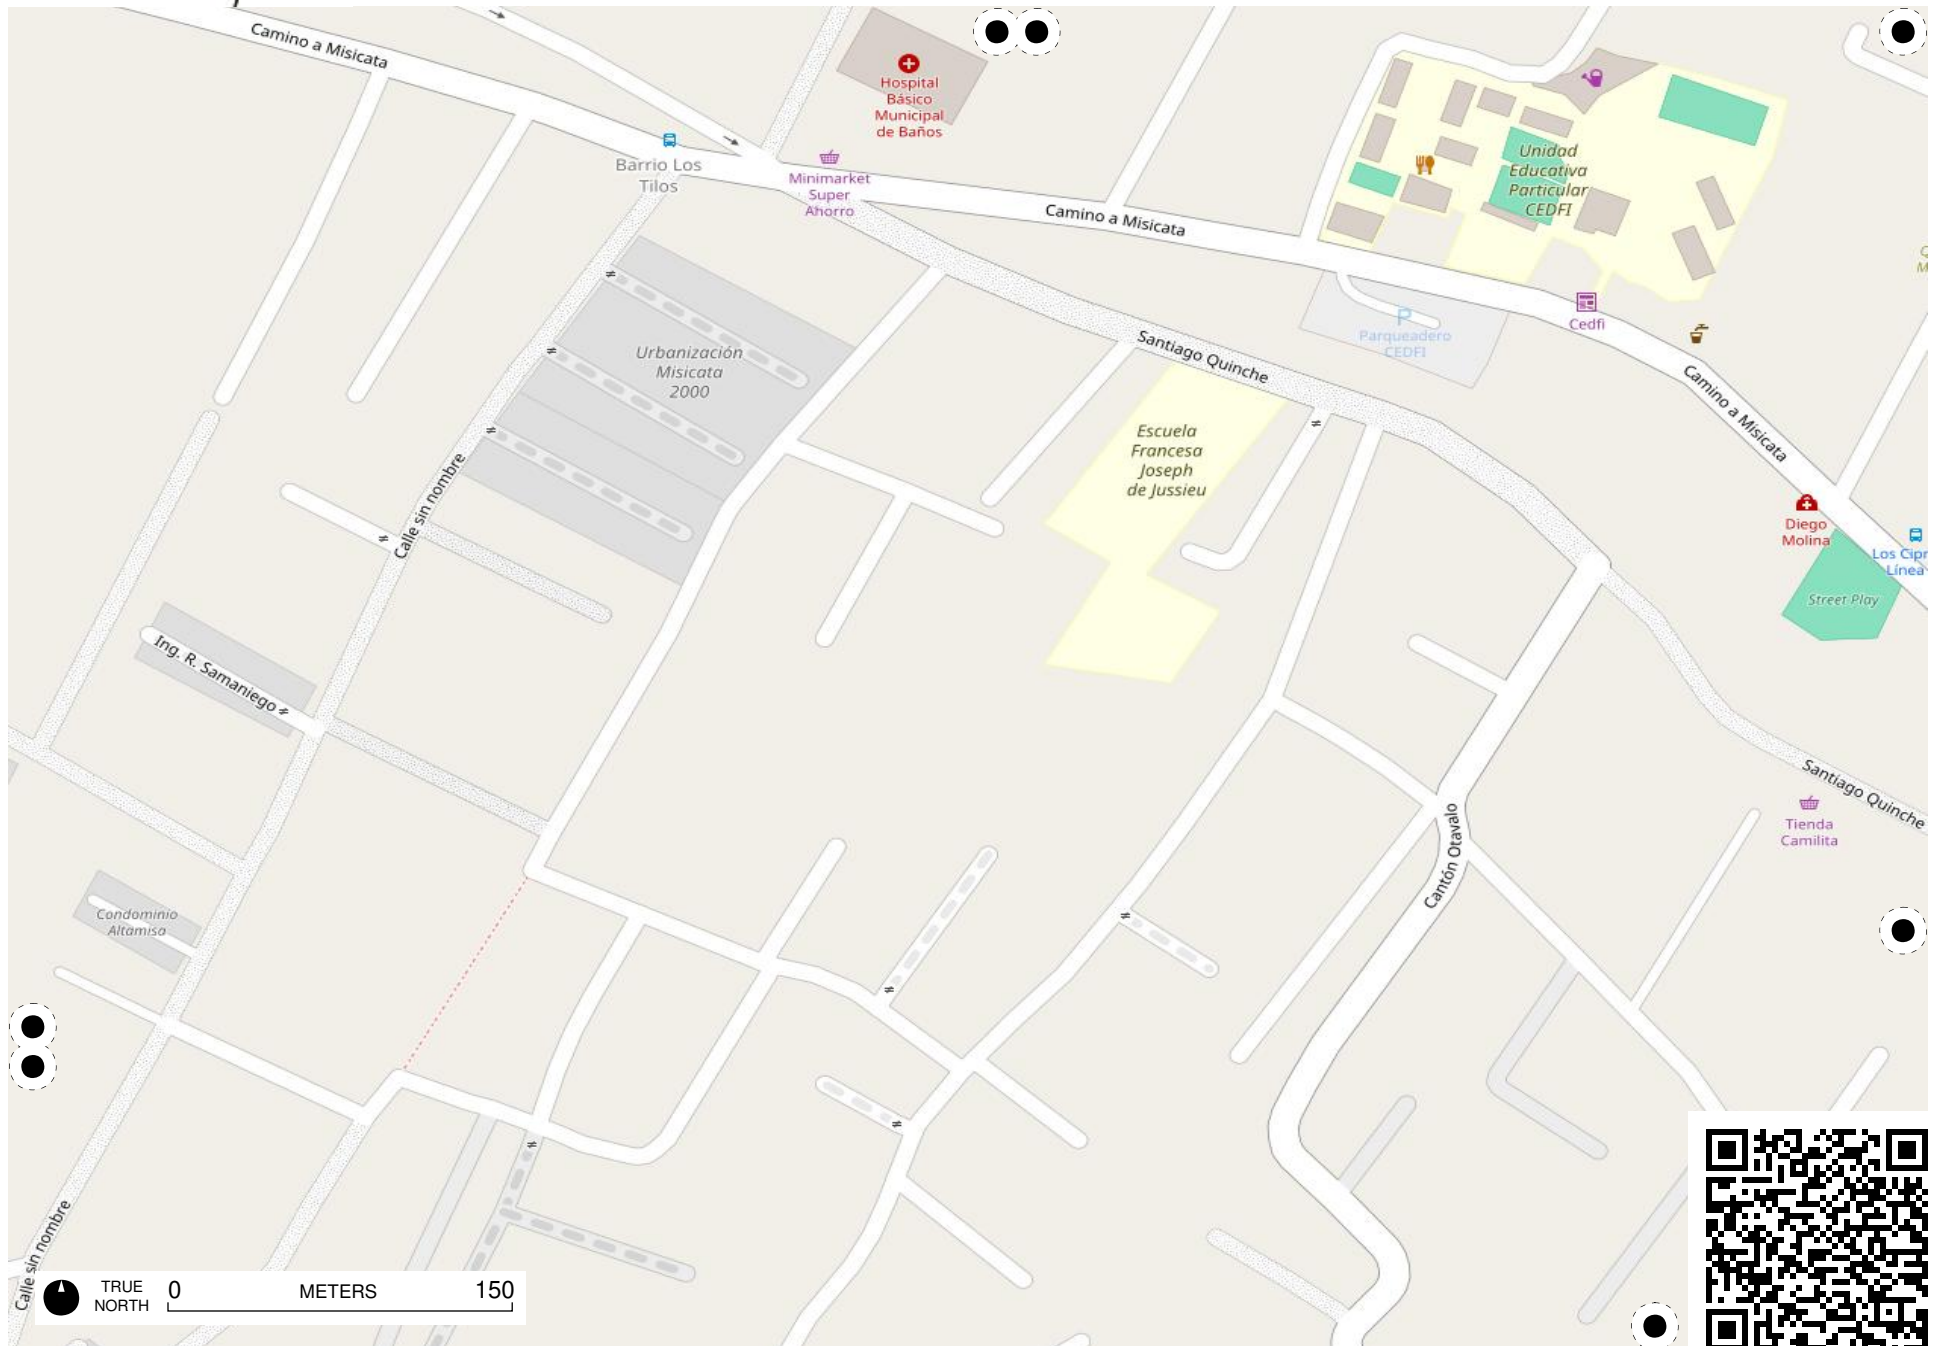 Camino a Misicata
Hospital
Básico
Municipal
de Baños
Barrio Los
Tilos
Minimarket
Super
Ahorro
Camino a Misicata
Unidad
Educativa
Particular
CEDFI
Cedfi
P
Parqueadero
CEDFI
Santiago Quinche
Urbanización
Misicata
2000
Camino a Misicata
Escuela
Francesa
Joseph
de Jussieu
Calle sin nombre
Diego
Molina
Los Cipr
Línea
Street Play
Ing. R. Samaniego
Santiago Quinche
Tienda
Camilita
Cantón Otavalo
Condominio
Altamisa
Calle sin nombre
TRUE
NORTH
0 METERS 150